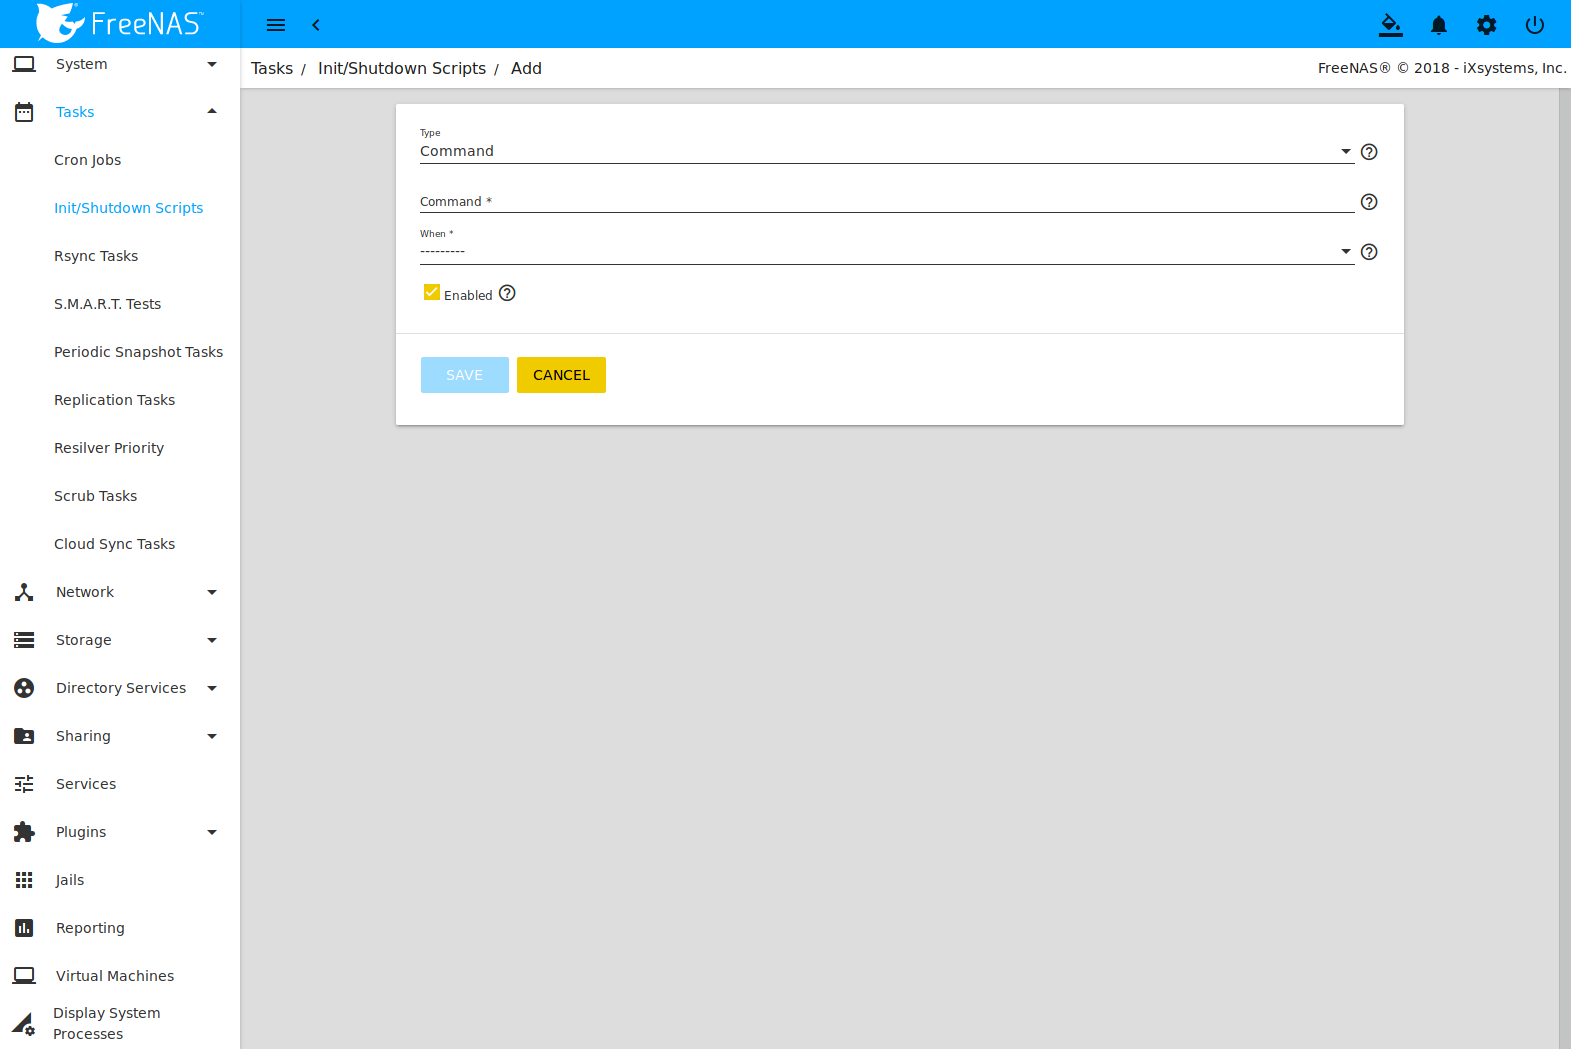 FreeNAS™
System
Tasks
Cron Jobs
Init/Shutdown Scripts
Rsync Tasks
S.M.A.R.T. Tests
Periodic Snapshot Tasks
Replication Tasks
Resilver Priority
Scrub Tasks
Cloud Sync Tasks
Network
Storage
Directory Services
Sharing
Services
Plugins
Jails
Reporting
Virtual Machines
Display System
Processes
Tasks / Init/Shutdown Scripts / Add
FreeNAS® © 2018 - iXsystems, Inc.
Type
Command
Command *
When *
---------
Enabled
SAVE CANCEL